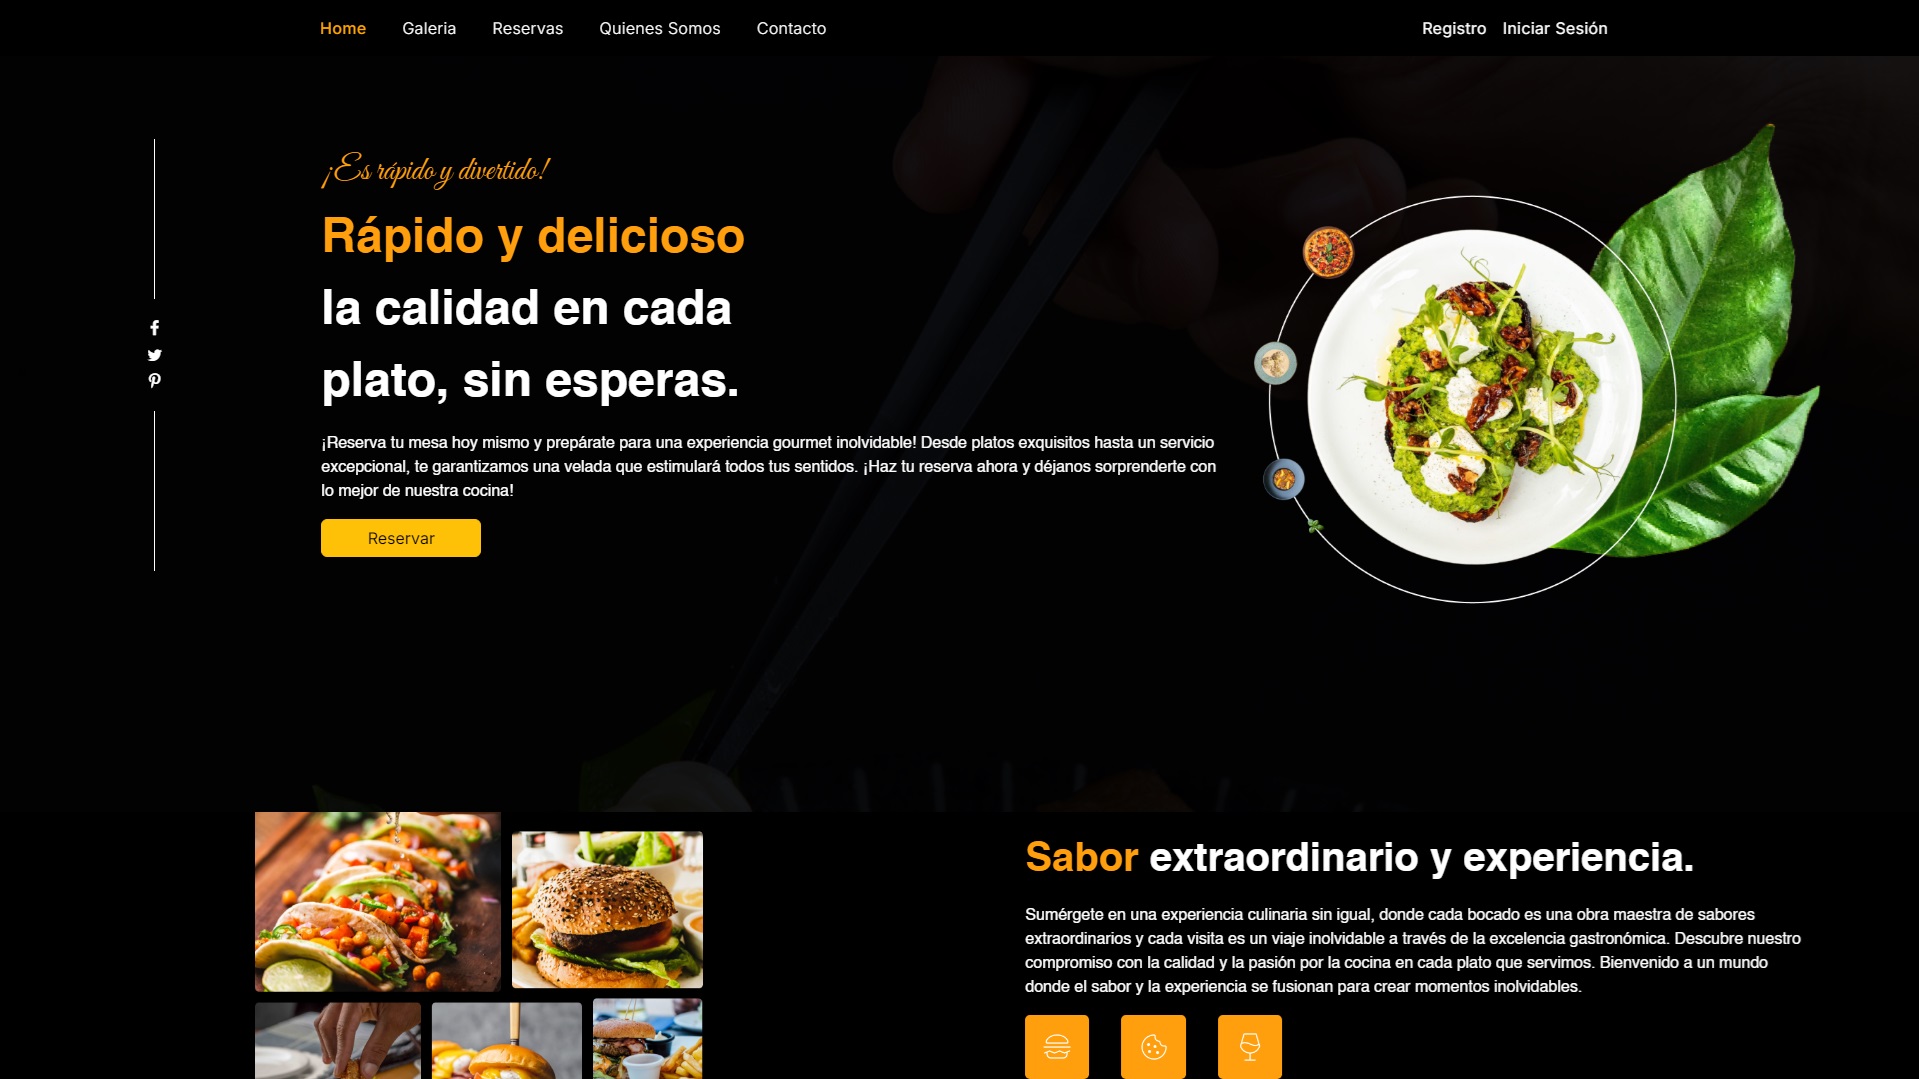 Home Galeria Reservas Quienes Somos Contacto Registro Iniciar Sesión
¡Es rápido y divertido!
Rápido y delicioso
la calidad en cada
plato, sin esperas.
¡Reserva tu mesa hoy mismo y prepárate para una experiencia gourmet inolvidable! Desde platos exquisitos hasta un servicio
excepcional, te garantizamos una velada que estimulará todos tus sentidos. ¡Haz tu reserva ahora y déjanos sorprenderte con
lo mejor de nuestra cocina!
Reservar
Sabor extraordinario y experiencia.
Sumérgete en una experiencia culinaria sin igual, donde cada bocado es una obra maestra de sabores
extraordinarios y cada visita es un viaje inolvidable a través de la excelencia gastronómica. Descubre nuestro
compromiso con la calidad y la pasión por la cocina en cada plato que servimos. Bienvenido a un mundo
donde el sabor y la experiencia se fusionan para crear momentos inolvidables.